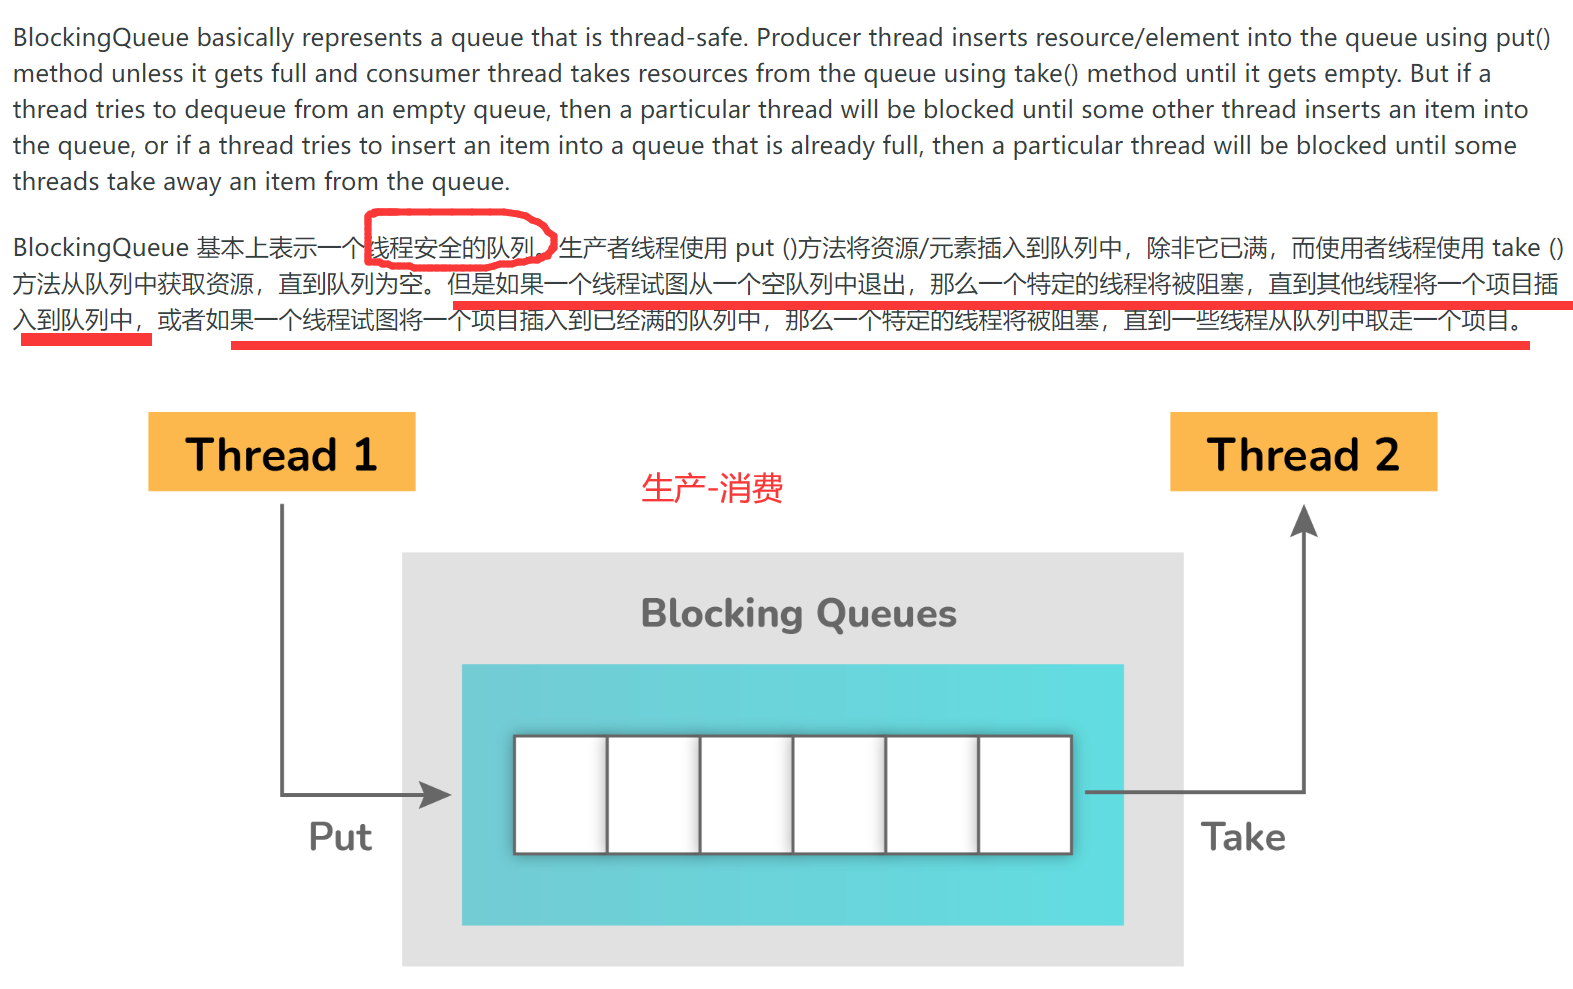 BlockingQueue basically represents a queue that is thread-safe. Producer thread inserts resource/element into the queue using put()
method unless it gets full and consumer thread takes resources from the queue using take() method until it gets empty. But if a
thread tries to dequeue from an empty queue, then a particular thread will be blocked until some other thread inserts an item into
the queue, or if a thread tries to insert an item into a queue that is already full, then a particular thread will be blocked until some
threads take away an item from the queue.
BlockingQueue 基本上表示一个线程安全的队列。生产者线程使用 put ()方法将资源/元素插入到队列中，除非它已满，而使用者线程使用 take ()
方法从队列中获取资源，直到队列为空。但是如果一个线程试图从一个空队列中退出，那么一个特定的线程将被阻塞，直到其他线程将一个项目插
入到队列中，或者如果一个线程试图将一个项目插入到已经满的队列中，那么一个特定的线程将被阻塞，直到一些线程从队列中取走一个项目。
Thread 1
Thread 2
生产-消费
Blocking Queues
Put
Take